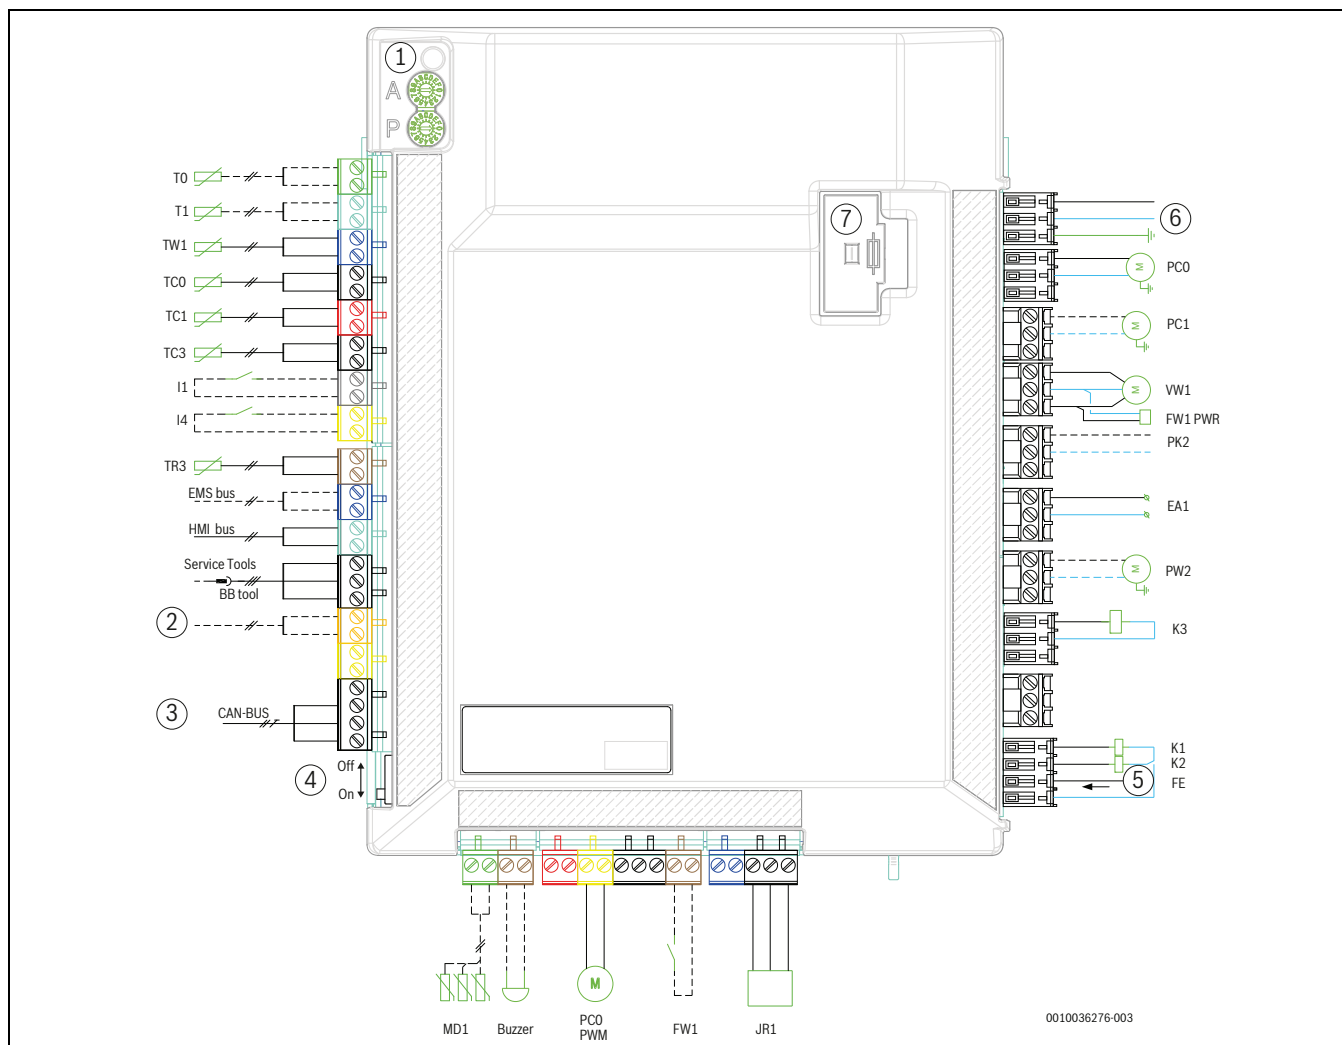 1
A
P
T0
T1
TW1
TC0
TC1
TC3
I1
I4
TR3
EMS bus
HMI bus
Service Tools
BB tool
2
3
CAN-BUS
4
Off
On
7
6
PC0
M
PC1
M
VW1
M
FW1 PWR
PK2
EA1
PW2
M
K3
K1
K2
5
FE
M
MD1
Buzzer
PC0
PWM
FW1
JR1
0010036276-003